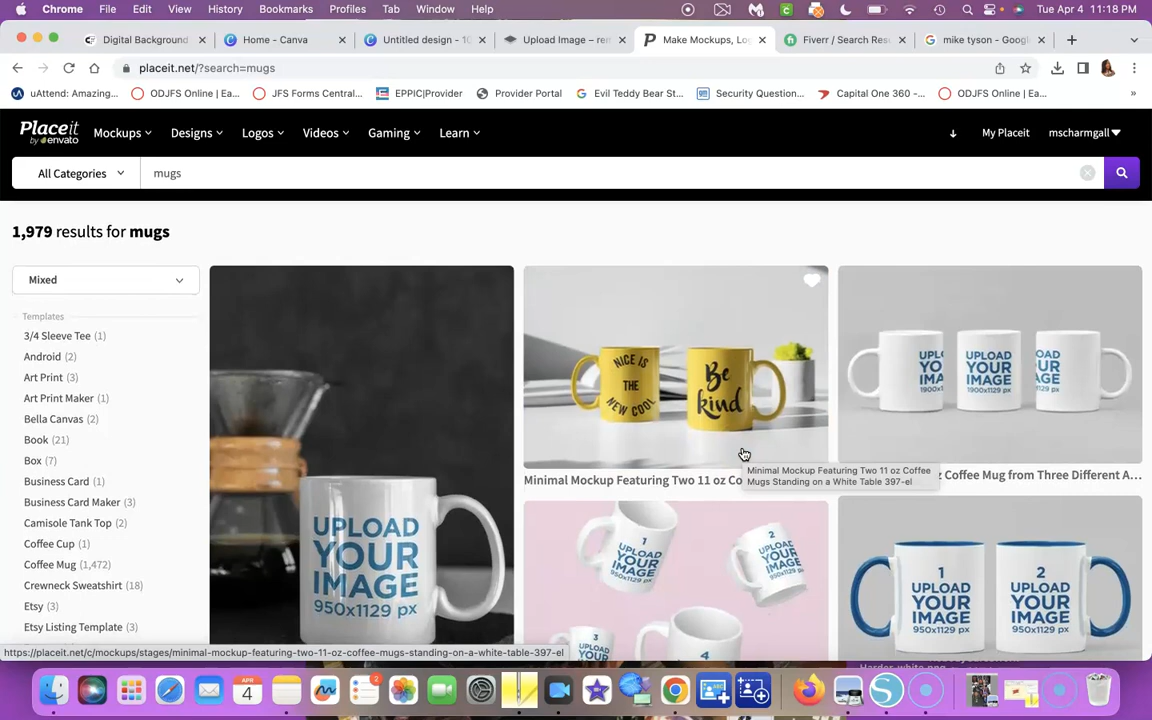 Chrome File Edit View History Bookmarks Profiles Tab Window Help Tue Apr 4 11:18 PM
Digital Background Home - Canva Untitled design - 10 Upload Image – rem Make Mockups, Lo Fiverr / Search Res mike tyson - Googl
placeit.net/?search=mugs
uAttend: Amazing... ODJFS Online | Ea... JFS Forms Central... EPPIC|Provider Provider Portal Evil Teddy Bear St... Security Question... Capital One 360 -... ODJFS Online | Ea... »
Placeit by envato Mockups Designs Logos Videos Gaming Learn My Placeit mscharmgall
All Categories mugs
1,979 results for mugs
Mixed
Templates
3/4 Sleeve Tee (1)
Android (2)
Art Print (3)
Art Print Maker (1)
Bella Canvas (2)
Book (21)
Box (7)
Business Card (1)
Business Card Maker (3)
Camisole Tank Top (2)
Coffee Cup (1)
Coffee Mug (1,472)
Crewneck Sweatshirt (18)
Etsy (3)
Etsy Listing Template (3)
UPLOAD
YOUR
IMAGE
950x1129 px
NICE IS
THE
NEW COOL
Be
kind
Minimal Mockup Featuring Two 11 oz Co
Minimal Mockup Featuring Two 11 oz Coffee
Mugs Standing on a White Table 397-el
UPL
YOU
IMA
UPLOAD
YOUR
IMAGE
OAD
UR
AGE
Coffee Mug from Three Different A...
1
UPLOAD
YOUR
IMAGE
950x1129 px
2
UPLOAD
YOUR
IMAGE
3
UPLOAD
4
1
UPLOAD
YOUR
IMAGE
950x1129 px
2
UPLOAD
YOUR
IMAGE
950x1129 px
https://placeit.net/c/mockups/stages/minimal-mockup-featuring-two-11-oz-coffee-mugs-standing-on-a-white-table-397-el
APR
4
2